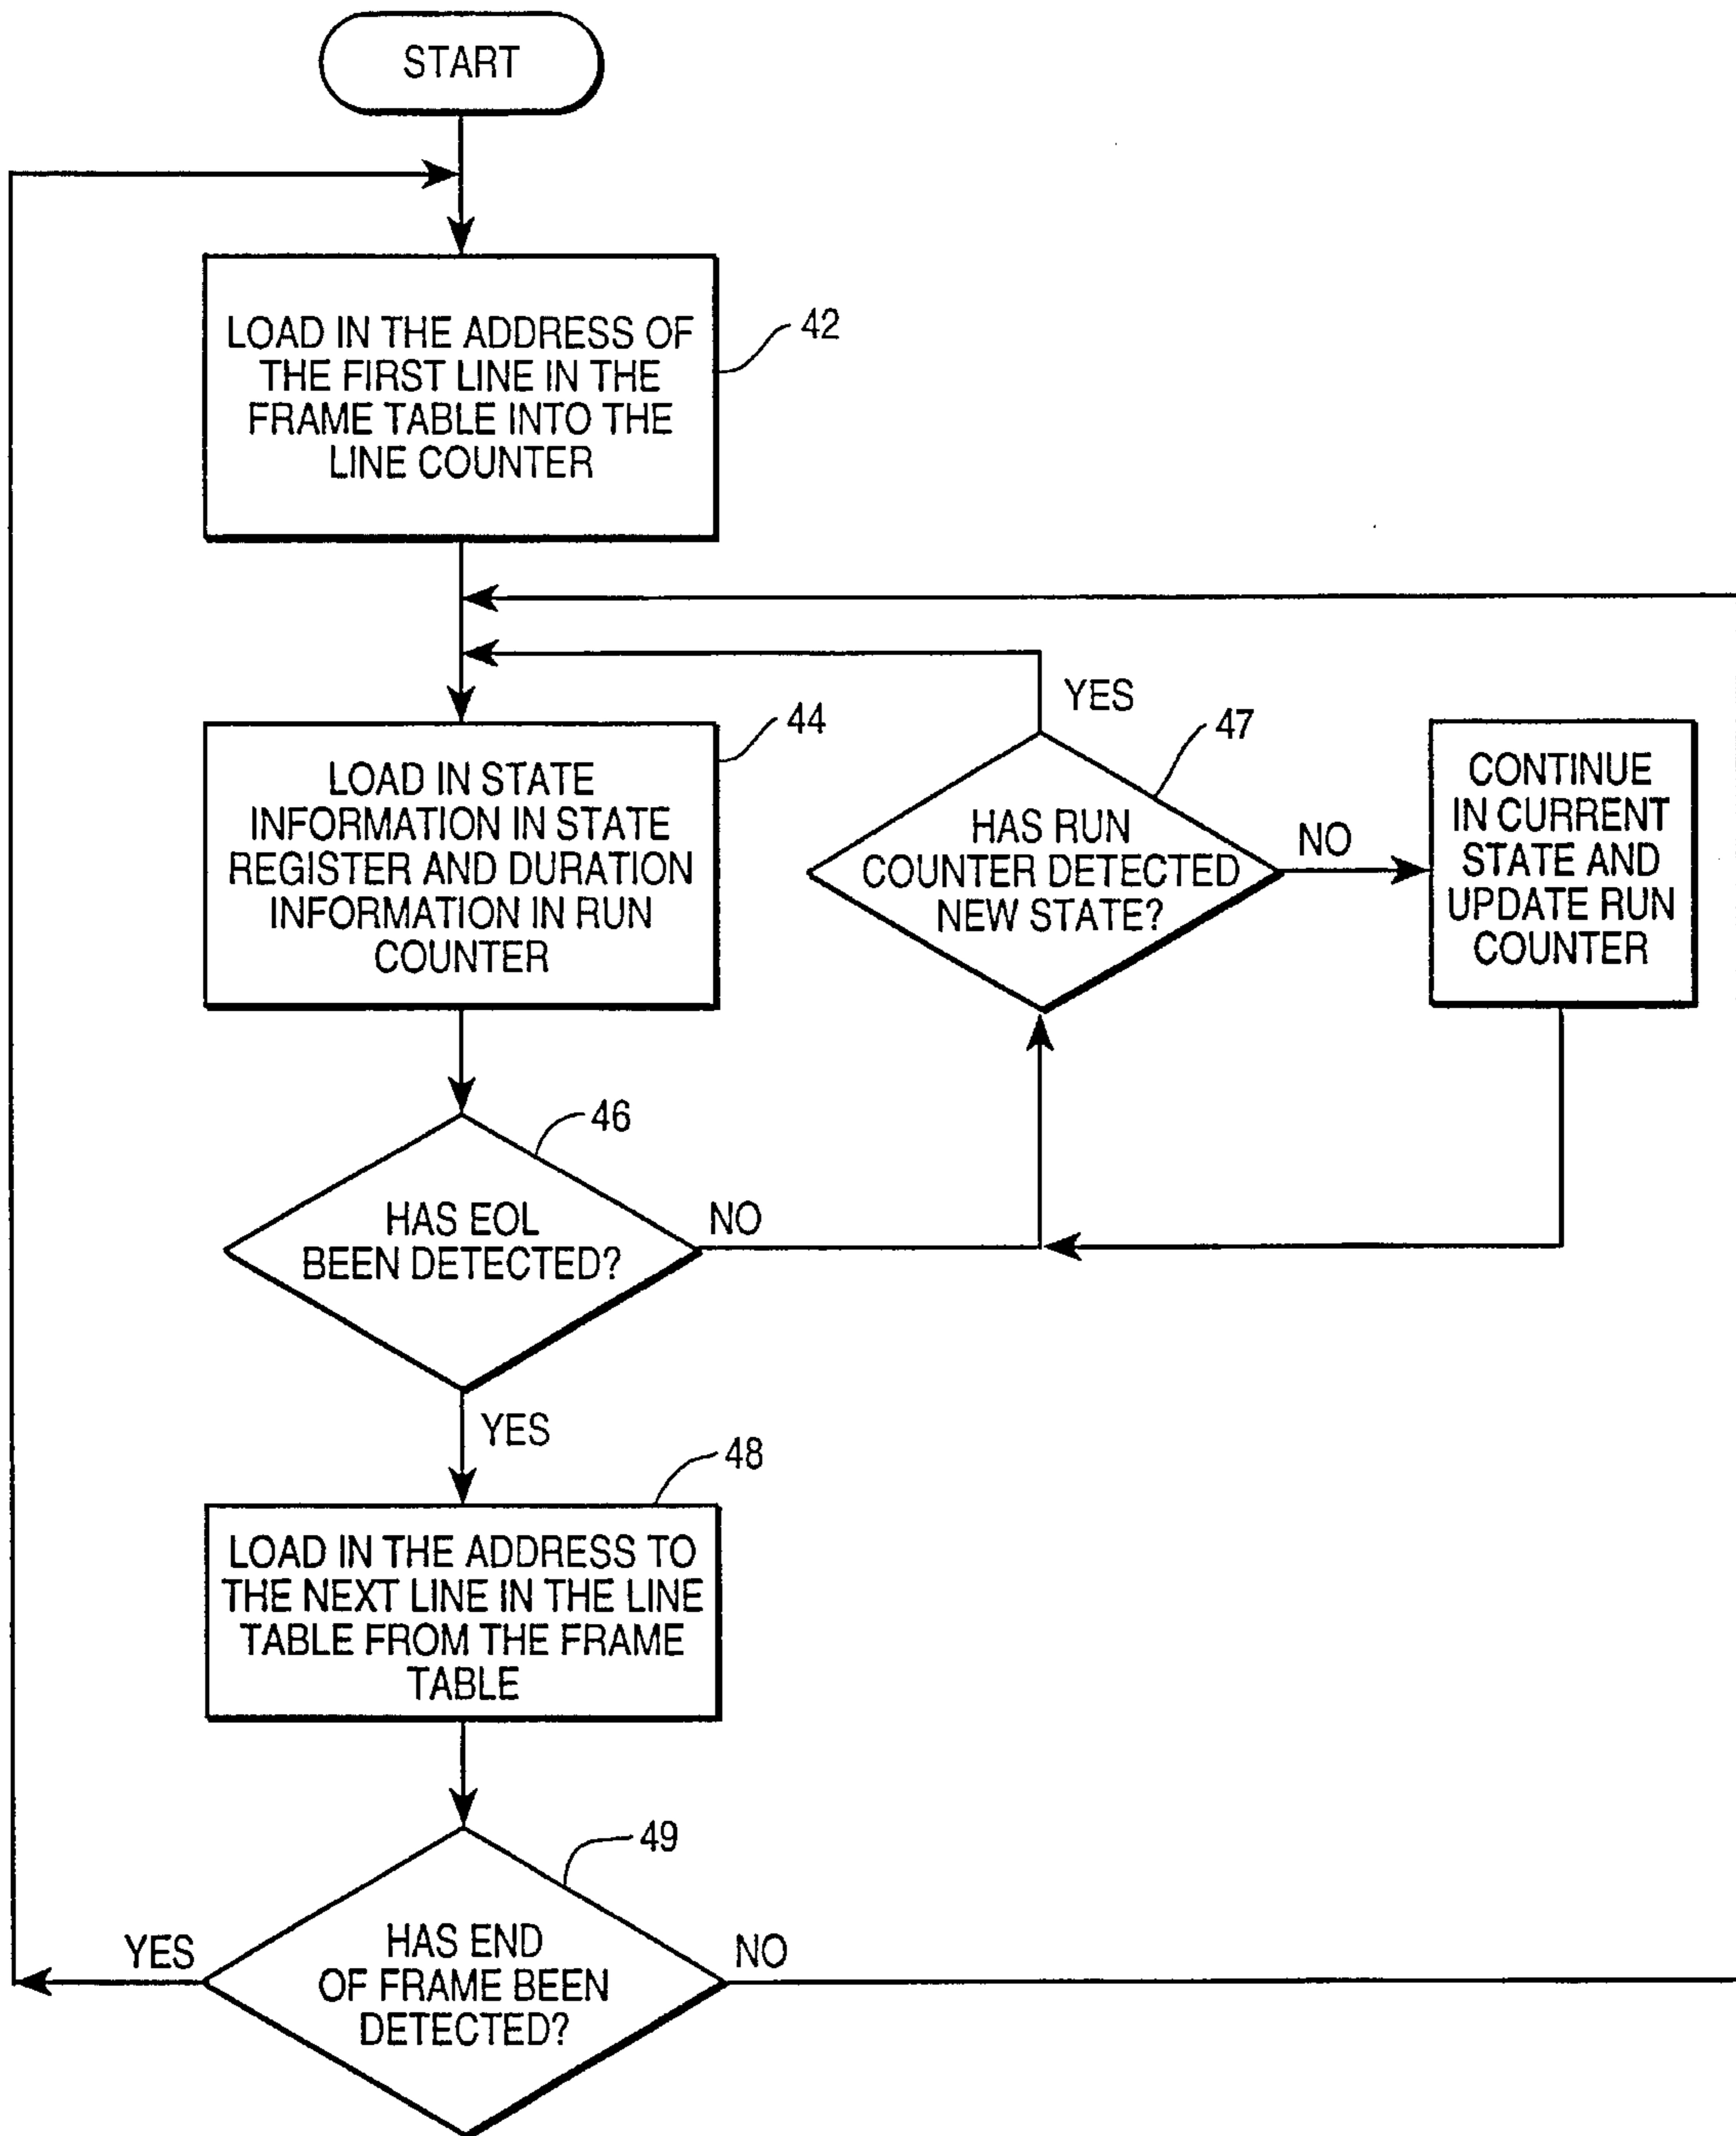 START
LOAD IN THE ADDRESS OF
THE FIRST LINE IN THE
FRAME TABLE INTO THE
LINE COUNTER
42
LOAD IN STATE
INFORMATION IN STATE
REGISTER AND DURATION
INFORMATION IN RUN
COUNTER
44
YES
47
HAS RUN
COUNTER DETECTED
NEW STATE?
NO
CONTINUE
IN CURRENT
STATE AND
UPDATE RUN
COUNTER
46
HAS EOL
BEEN DETECTED?
NO
YES
48
LOAD IN THE ADDRESS TO
THE NEXT LINE IN THE LINE
TABLE FROM THE FRAME
TABLE
49
YES
HAS END
OF FRAME BEEN
DETECTED?
NO